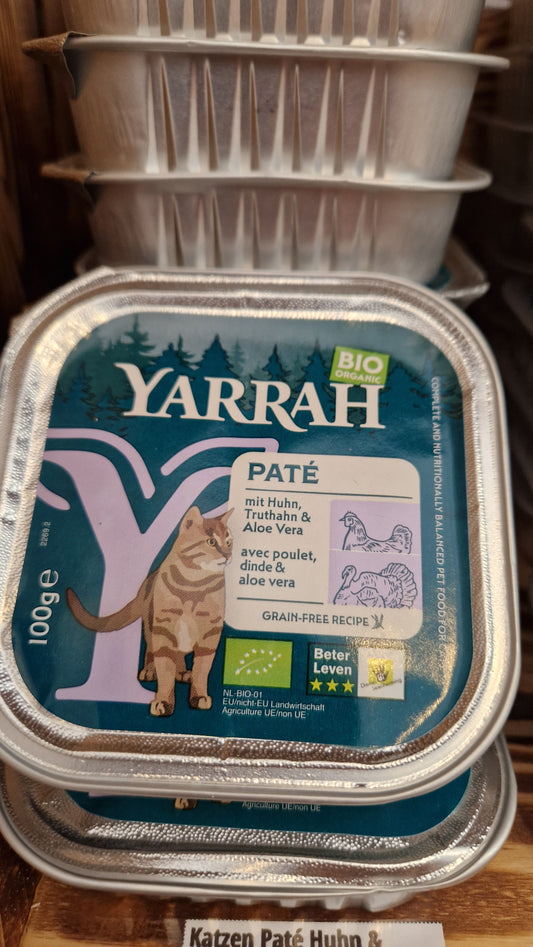 BIO
ORGANIC
YARRAH
COMPLETE AND NUTRITIONALLY BALANCED PET FOOD FOR
PATÉ
mit Huhn,
Truthahn &
Aloe Vera
avec poulet,
dinde &
aloe vera
GRAIN-FREE RECIPE
2269.2
100g℮
Beter
Leven
NL-BIO-01
EU/nicht-EU Landwirtschaft
Agriculture UE/non UE
Agriculture UE/non UE
Katzen Paté Huhn &